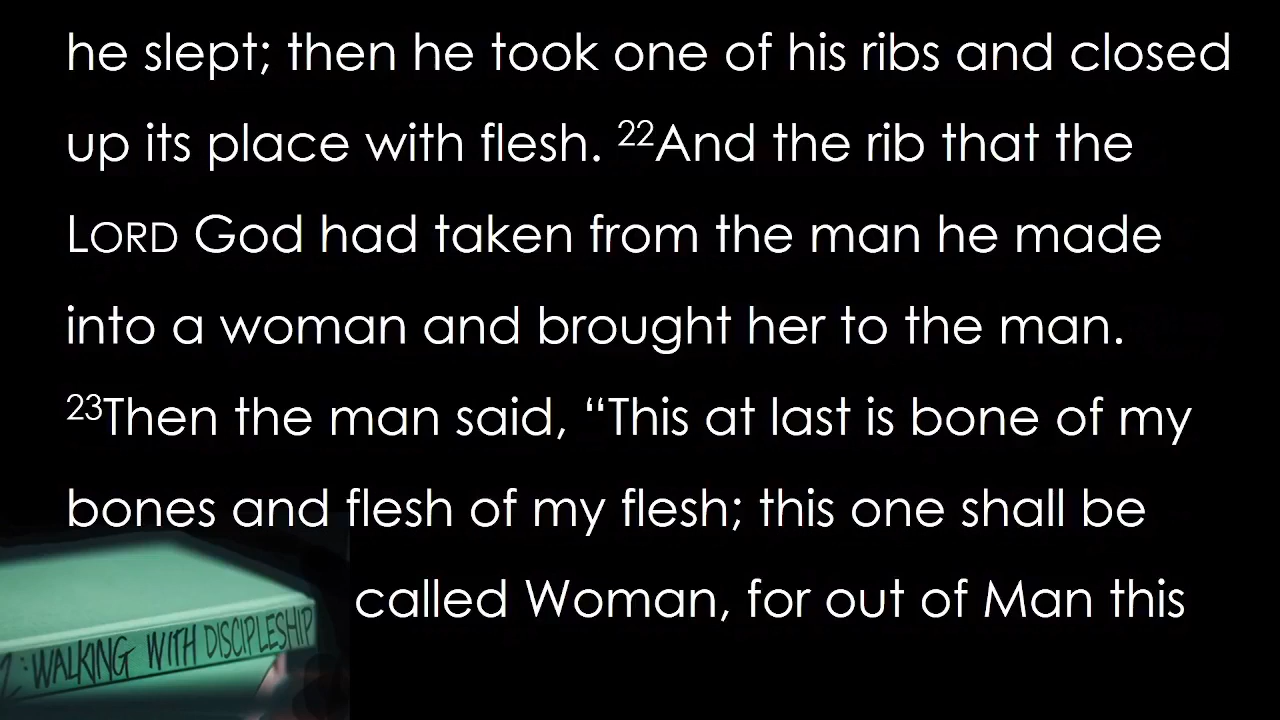 he slept; then he took one of his ribs and closed
up its place with flesh. ²²And the rib that the
LORD God had taken from the man he made
into a woman and brought her to the man.
²³Then the man said, “This at last is bone of my
bones and flesh of my flesh; this one shall be
called Woman, for out of Man this
2: WALKING WITH DISCIPLESHIP